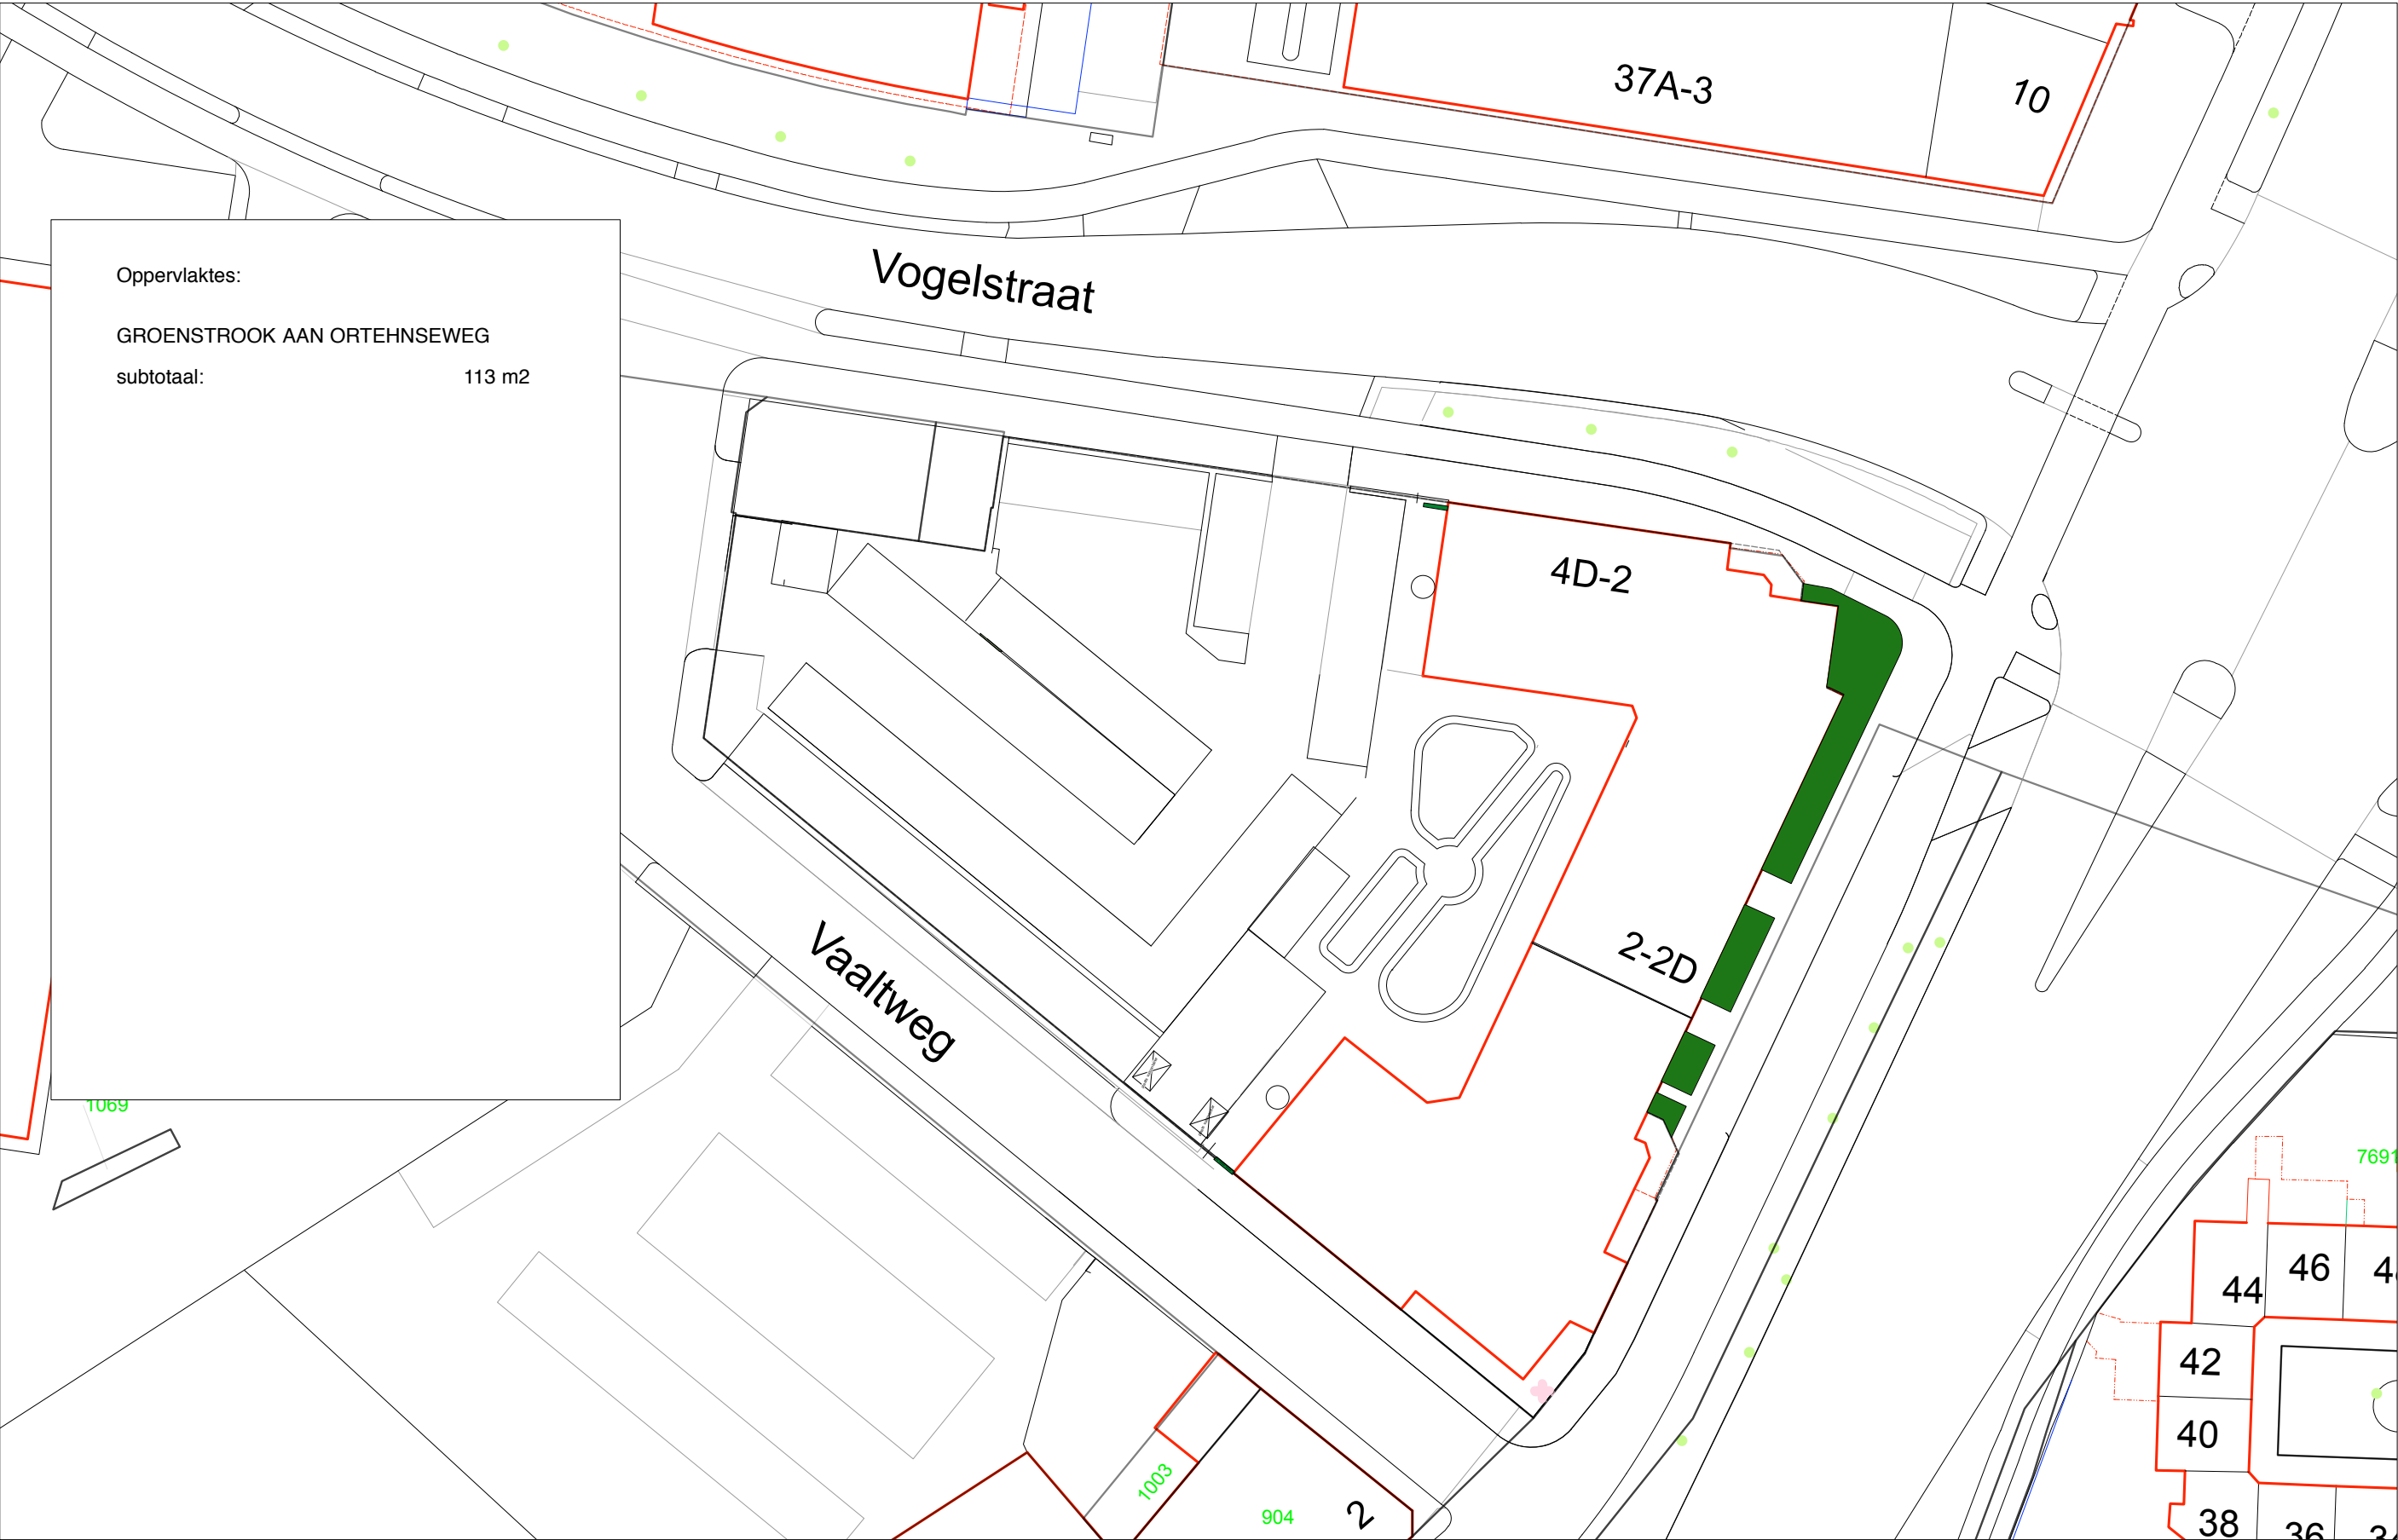 37A-3
10
Vogelstraat
Oppervlaktes:
GROENSTROOK AAN ORTEHNSEWEG
subtotaal: 113 m2
4D-2
2-2D
Vaaltweg
1069
7691
44
46
42
40
38
36
1003
904
2